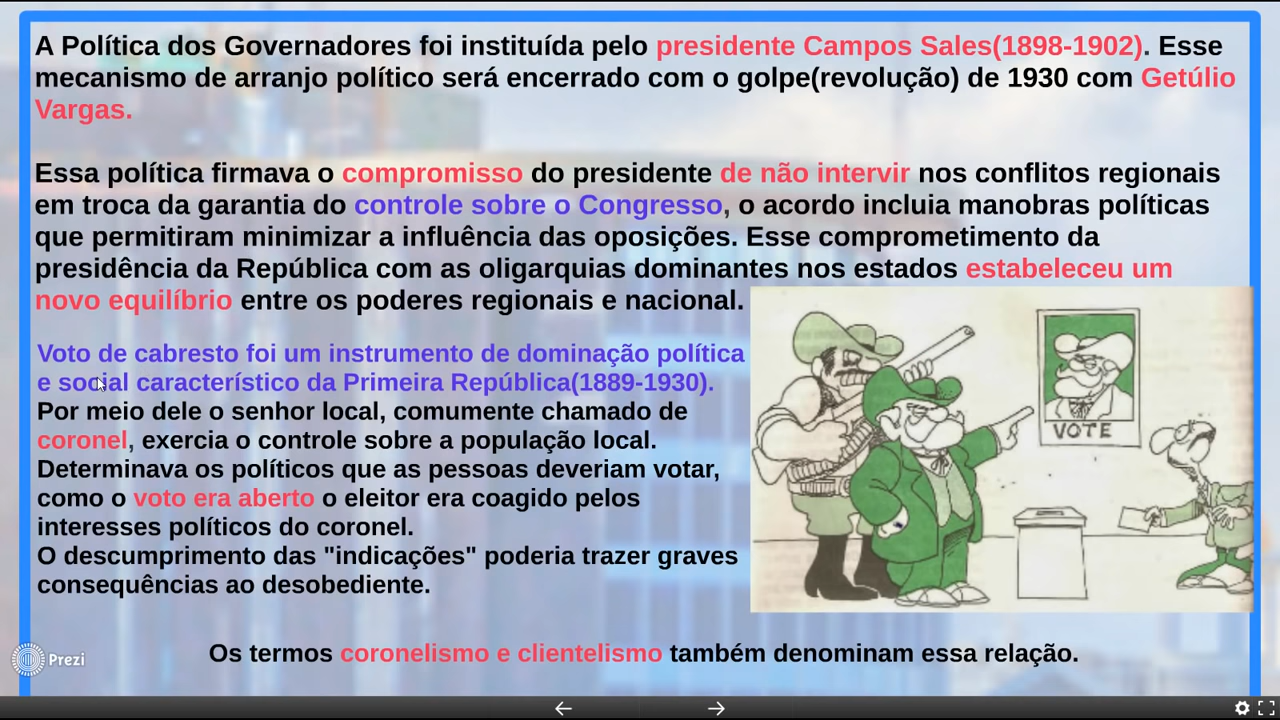 A Política dos Governadores foi instituída pelo presidente Campos Sales(1898-1902). Esse
mecanismo de arranjo político será encerrado com o golpe(revolução) de 1930 com Getúlio
Vargas.
Essa política firmava o compromisso do presidente de não intervir nos conflitos regionais
em troca da garantia do controle sobre o Congresso, o acordo incluia manobras políticas
que permitiram minimizar a influência das oposições. Esse comprometimento da
presidência da República com as oligarquias dominantes nos estados estabeleceu um
novo equilíbrio entre os poderes regionais e nacional.
Voto de cabresto foi um instrumento de dominação política
e social característico da Primeira República(1889-1930).
Por meio dele o senhor local, comumente chamado de
coronel, exercia o controle sobre a população local.
Determinava os políticos que as pessoas deveriam votar,
como o voto era aberto o eleitor era coagido pelos
interesses políticos do coronel.
O descumprimento das "indicações" poderia trazer graves
consequências ao desobediente.
VOTE
Os termos coronelismo e clientelismo também denominam essa relação.
Prezi